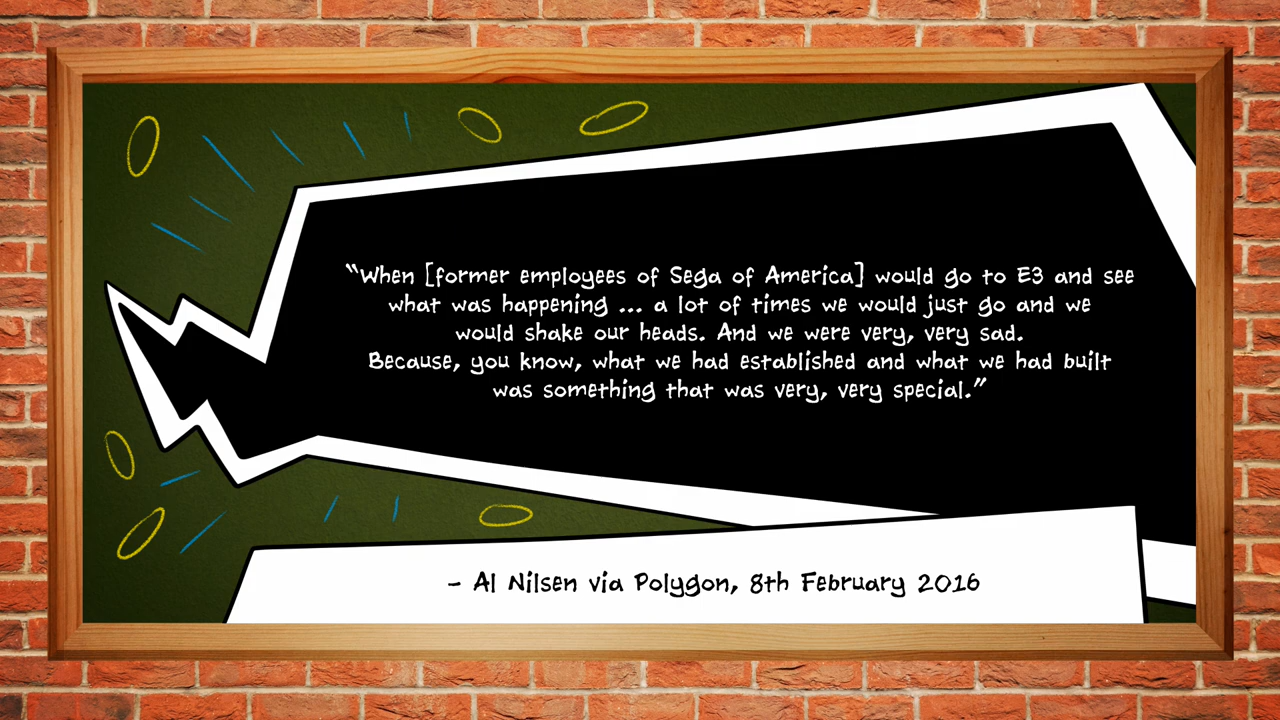 “When [former employees of Sega of America] would go to E3 and see
what was happening ... a lot of times we would just go and we
would shake our heads. And we were very, very sad.
Because, you know, what we had established and what we had built
was something that was very, very special.”
- Al Nilsen via Polygon, 8th February 2016